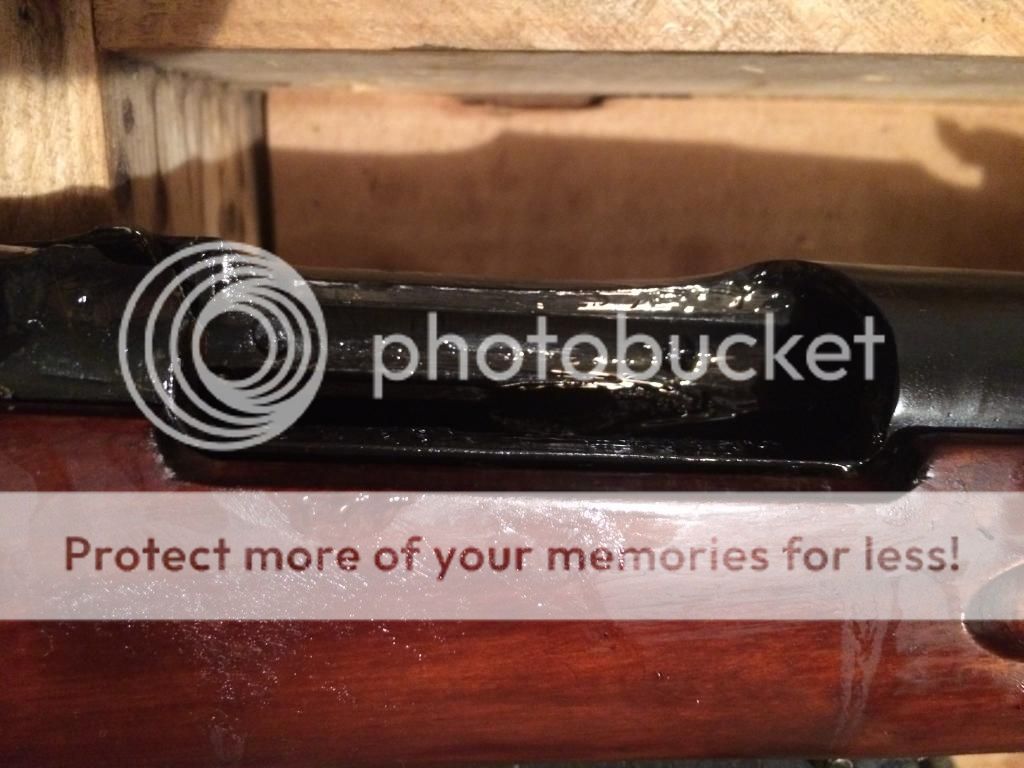 photobucket
Protect more of your memories for less!